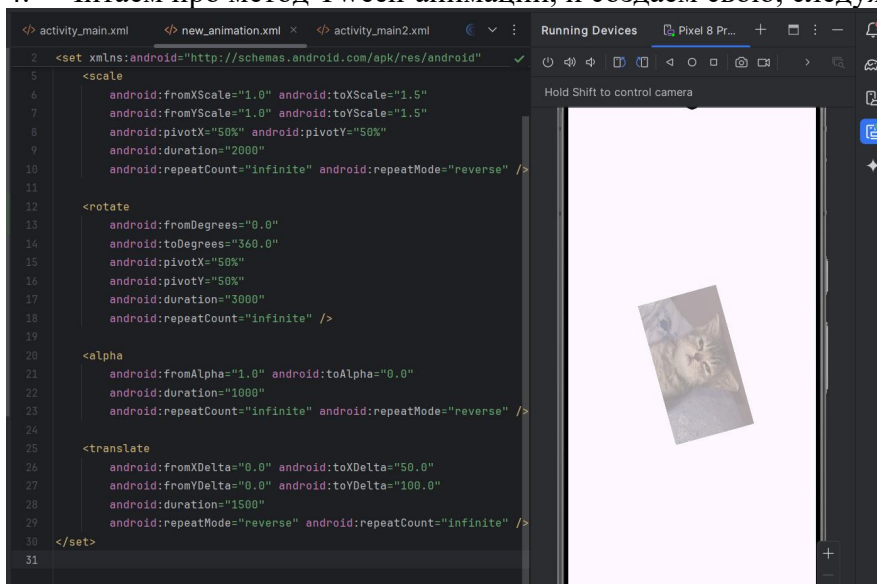 Читаем про метод Tween-анимации, и создаем свою, следуя
activity_main.xml
new_animation.xml
activity_main2.xml
Running Devices
Pixel 8 Pr...
Hold Shift to control camera
2 <set xmlns:android="http://schemas.android.com/apk/res/android"
5 <scale
6 android:fromXScale="1.0" android:toXScale="1.5"
7 android:fromYScale="1.0" android:toYScale="1.5"
8 android:pivotX="50%" android:pivotY="50%"
9 android:duration="2000"
10 android:repeatCount="infinite" android:repeatMode="reverse" />
11
12 <rotate
13 android:fromDegrees="0.0"
14 android:toDegrees="360.0"
15 android:pivotX="50%"
16 android:pivotY="50%"
17 android:duration="3000"
18 android:repeatCount="infinite" />
19
20 <alpha
21 android:fromAlpha="1.0" android:toAlpha="0.0"
22 android:duration="1000"
23 android:repeatCount="infinite" android:repeatMode="reverse" />
24
25 <translate
26 android:fromXDelta="0.0" android:toXDelta="50.0"
27 android:fromYDelta="0.0" android:toYDelta="100.0"
28 android:duration="1500"
29 android:repeatMode="reverse" android:repeatCount="infinite" />
30 </set>
31